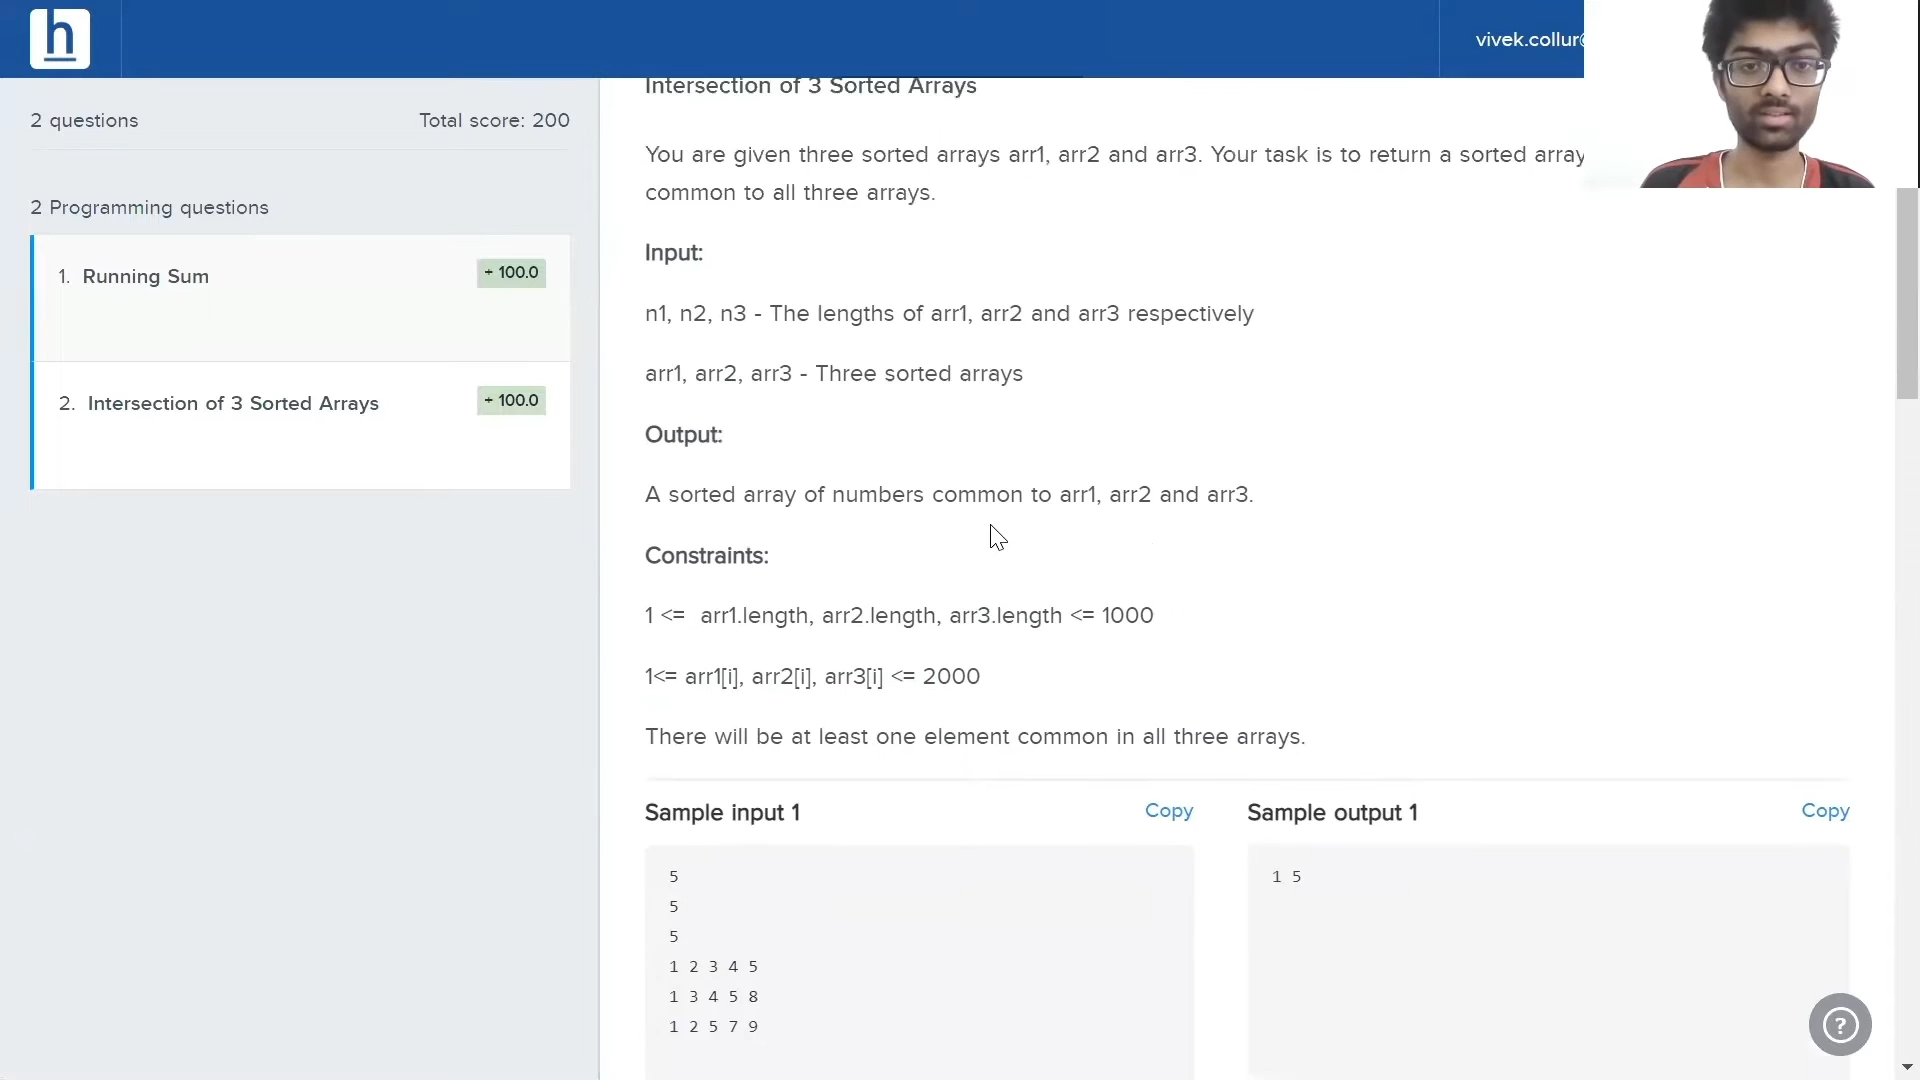 h
vivek.collur@
Intersection of 3 Sorted Arrays
2 questions
Total score: 200
2 Programming questions
1. Running Sum
+ 100.0
2. Intersection of 3 Sorted Arrays
+ 100.0
You are given three sorted arrays arr1, arr2 and arr3. Your task is to return a sorted array
common to all three arrays.
Input:
n1, n2, n3 - The lengths of arr1, arr2 and arr3 respectively
arr1, arr2, arr3 - Three sorted arrays
Output:
A sorted array of numbers common to arr1, arr2 and arr3.
Constraints:
1 <=  arr1.length, arr2.length, arr3.length <= 1000
1<= arr1[i], arr2[i], arr3[i] <= 2000
There will be at least one element common in all three arrays.
Sample input 1
Copy
5
5
5
1 2 3 4 5
1 3 4 5 8
1 2 5 7 9
Sample output 1
Copy
1 5
?